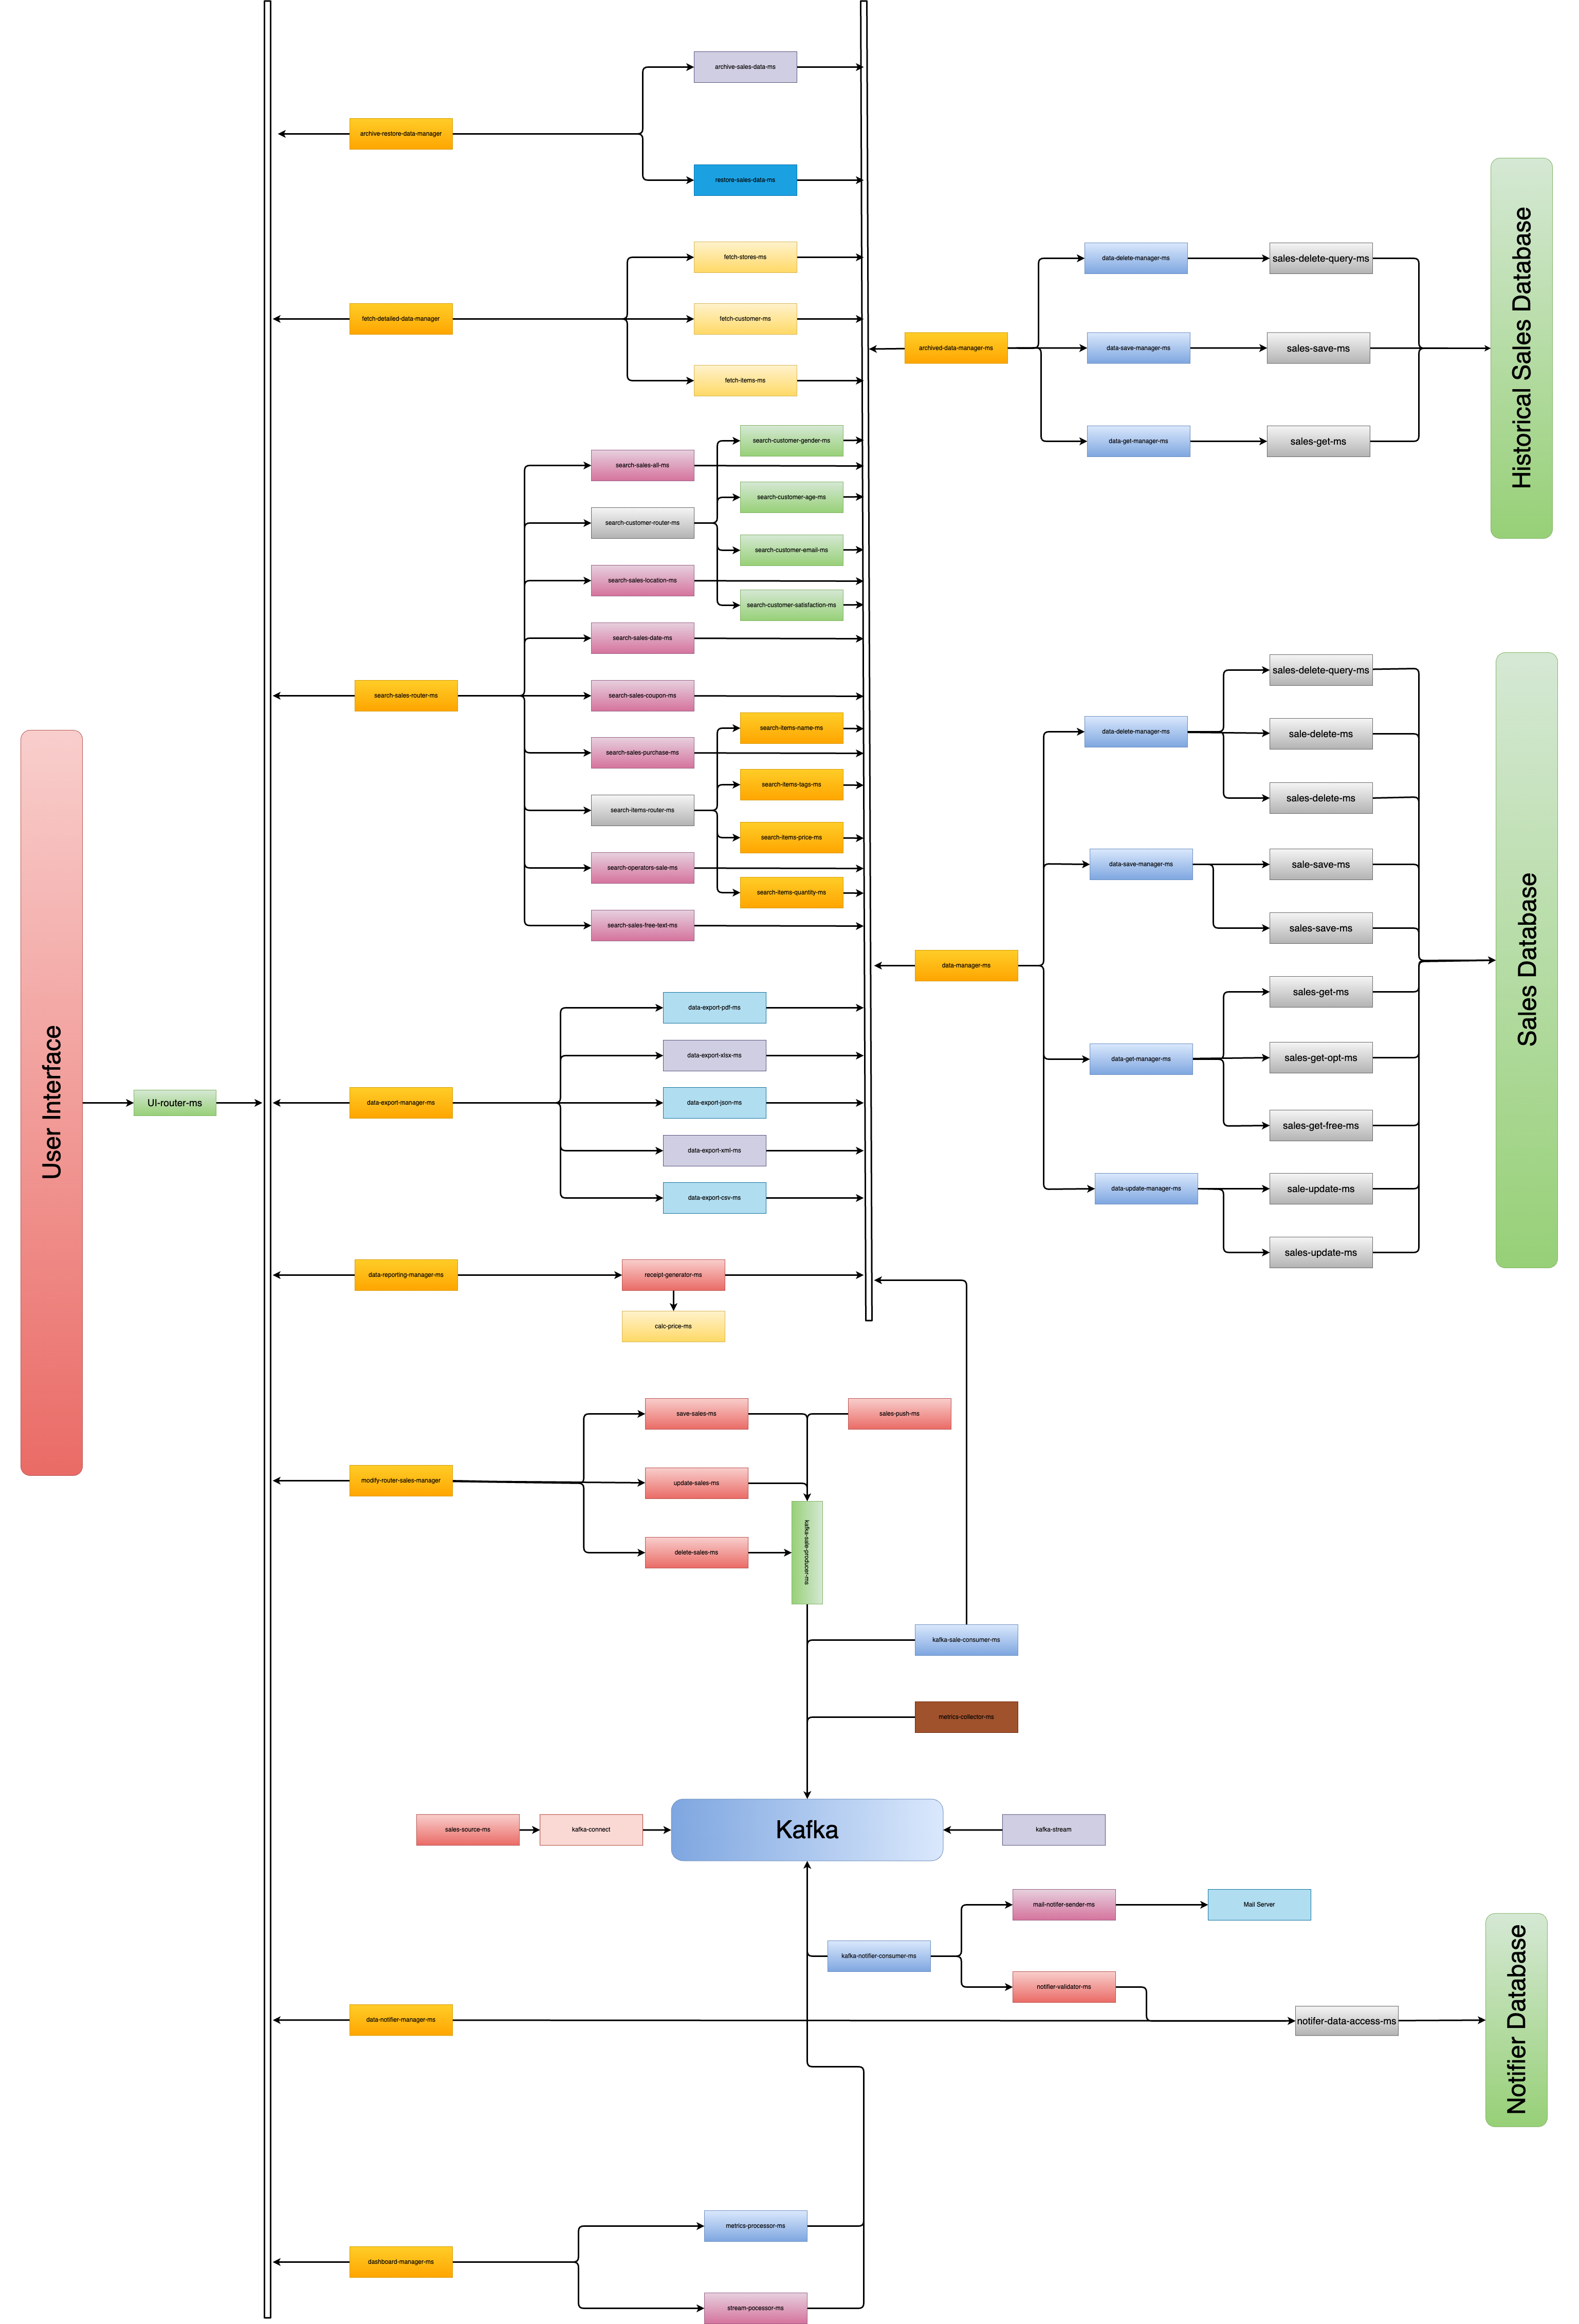 archive-sales-data-ms
archive-restore-data-manager
restore-sales-data-ms
fetch-stores-ms
fetch-detailed-data-manager
fetch-customer-ms
fetch-items-ms
search-customer-gender-ms
search-sales-all-ms
search-customer-age-ms
search-customer-router-ms
search-customer-email-ms
search-sales-location-ms
search-customer-satisfaction-ms
search-sales-date-ms
search-sales-router-ms
search-sales-coupon-ms
search-items-name-ms
search-sales-purchase-ms
search-items-tags-ms
search-items-router-ms
search-items-price-ms
search-operators-sale-ms
search-items-quantity-ms
search-sales-free-text-ms
data-export-pdf-ms
data-export-xlsx-ms
User Interface
UI-router-ms
data-export-manager-ms
data-export-json-ms
data-export-xml-ms
data-export-csv-ms
data-reporting-manager-ms
receipt-generator-ms
calc-price-ms
archived-data-manager-ms
data-delete-manager-ms
sales-delete-query-ms
data-save-manager-ms
sales-save-ms
data-get-manager-ms
sales-get-ms
Historical Sales Database
data-manager-ms
data-delete-manager-ms
sales-delete-query-ms
sale-delete-ms
sales-delete-ms
data-save-manager-ms
sale-save-ms
sales-save-ms
data-get-manager-ms
sales-get-ms
sales-get-opt-ms
sales-get-free-ms
data-update-manager-ms
sale-update-ms
sales-update-ms
Sales Database
save-sales-ms
sales-push-ms
modify-router-sales-manager
update-sales-ms
delete-sales-ms
kafka-sale-producer-ms
kafka-sale-consumer-ms
metrics-collector-ms
sales-source-ms
kafka-connect
Kafka
kafka-stream
mail-notifer-sender-ms
Mail Server
kafka-notifier-consumer-ms
notifier-validator-ms
data-notifier-manager-ms
notifer-data-access-ms
Notifier Database
metrics-processor-ms
dashboard-manager-ms
stream-pocessor-ms